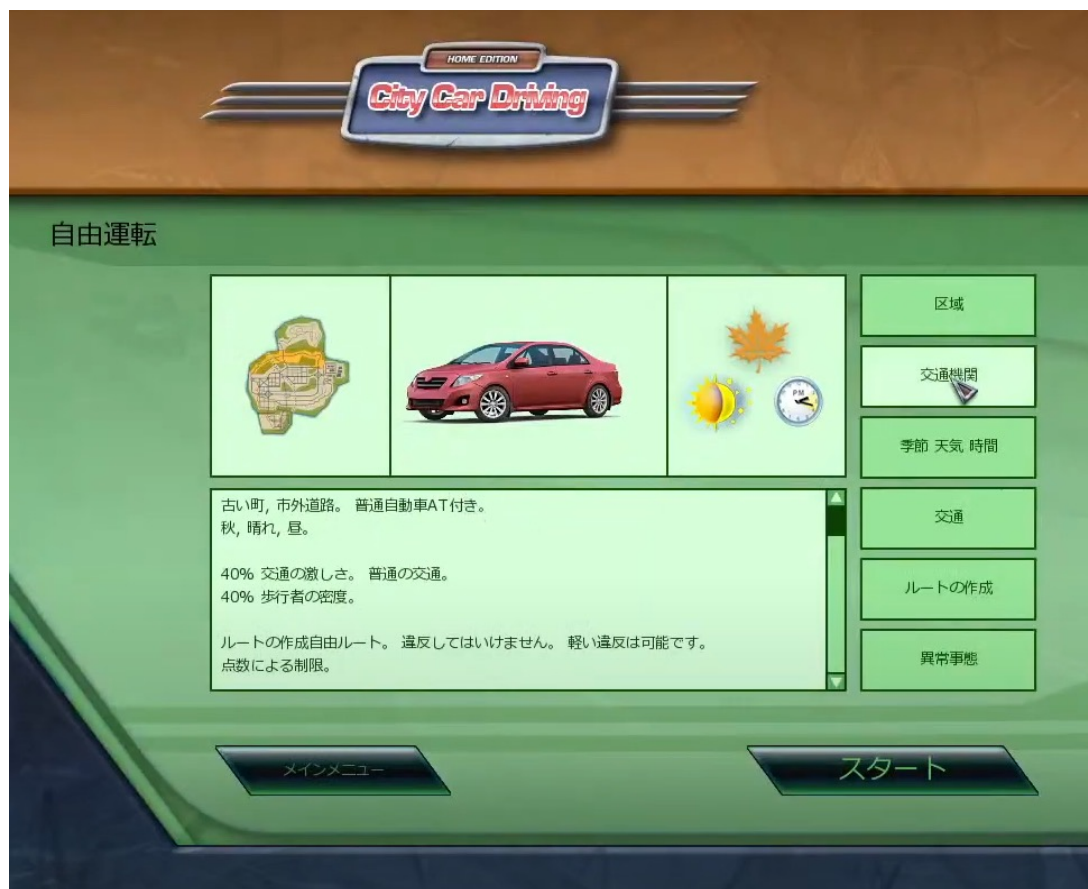 HOME EDITION
City Car Driving
自由運転
区域
交通機関
PM
季節 天気 時間
古い町, 市外道路。 普通自動車AT付き。
秋, 晴れ, 昼。
交通
40% 交通の激しさ。 普通の交通。
40% 歩行者の密度。
ルートの作成
ルートの作成自由ルート。 違反してはいけません。 軽い違反は可能です。
点数による制限。
異常事態
メインメニュー
スタート